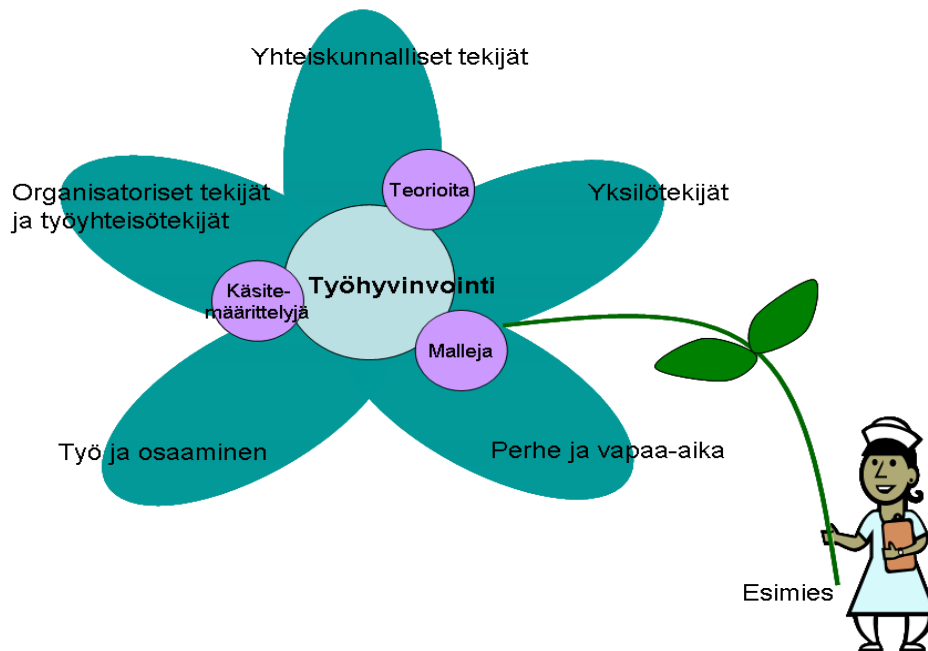 Yhteiskunnalliset tekijät
Organisatoriset tekijät
ja työyhteisötekijät
Teorioita
Yksilötekijät
Käsite-
määrittelyjä
Työhyvinvointi
Malleja
Työ ja osaaminen
Perhe ja vapaa-aika
Esimies